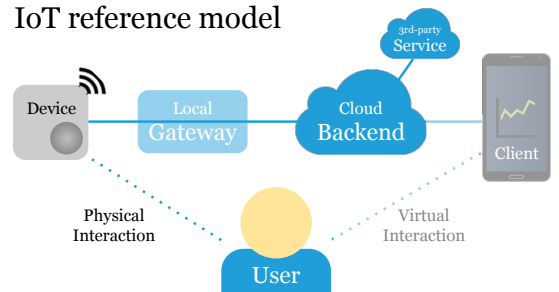 IoT reference model
3rd-party
Service
Device
Local
Gateway
Cloud
Backend
Client
Physical
Interaction
Virtual
Interaction
User